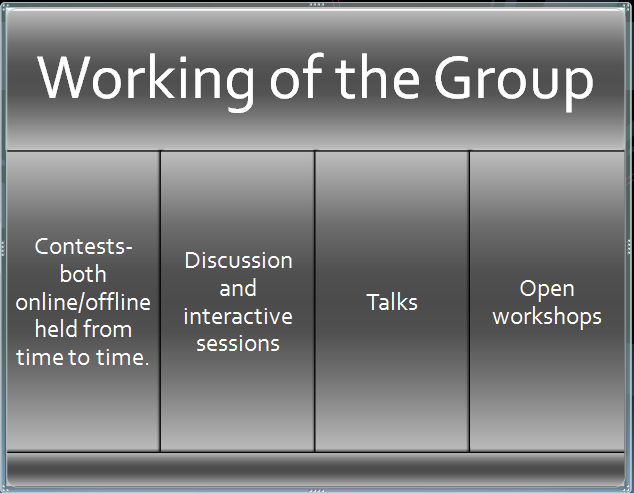 Working of the Group
Contests-
both
online/offline
held from
time to time.
Discussion
and
interactive
sessions
Talks
Open
workshops